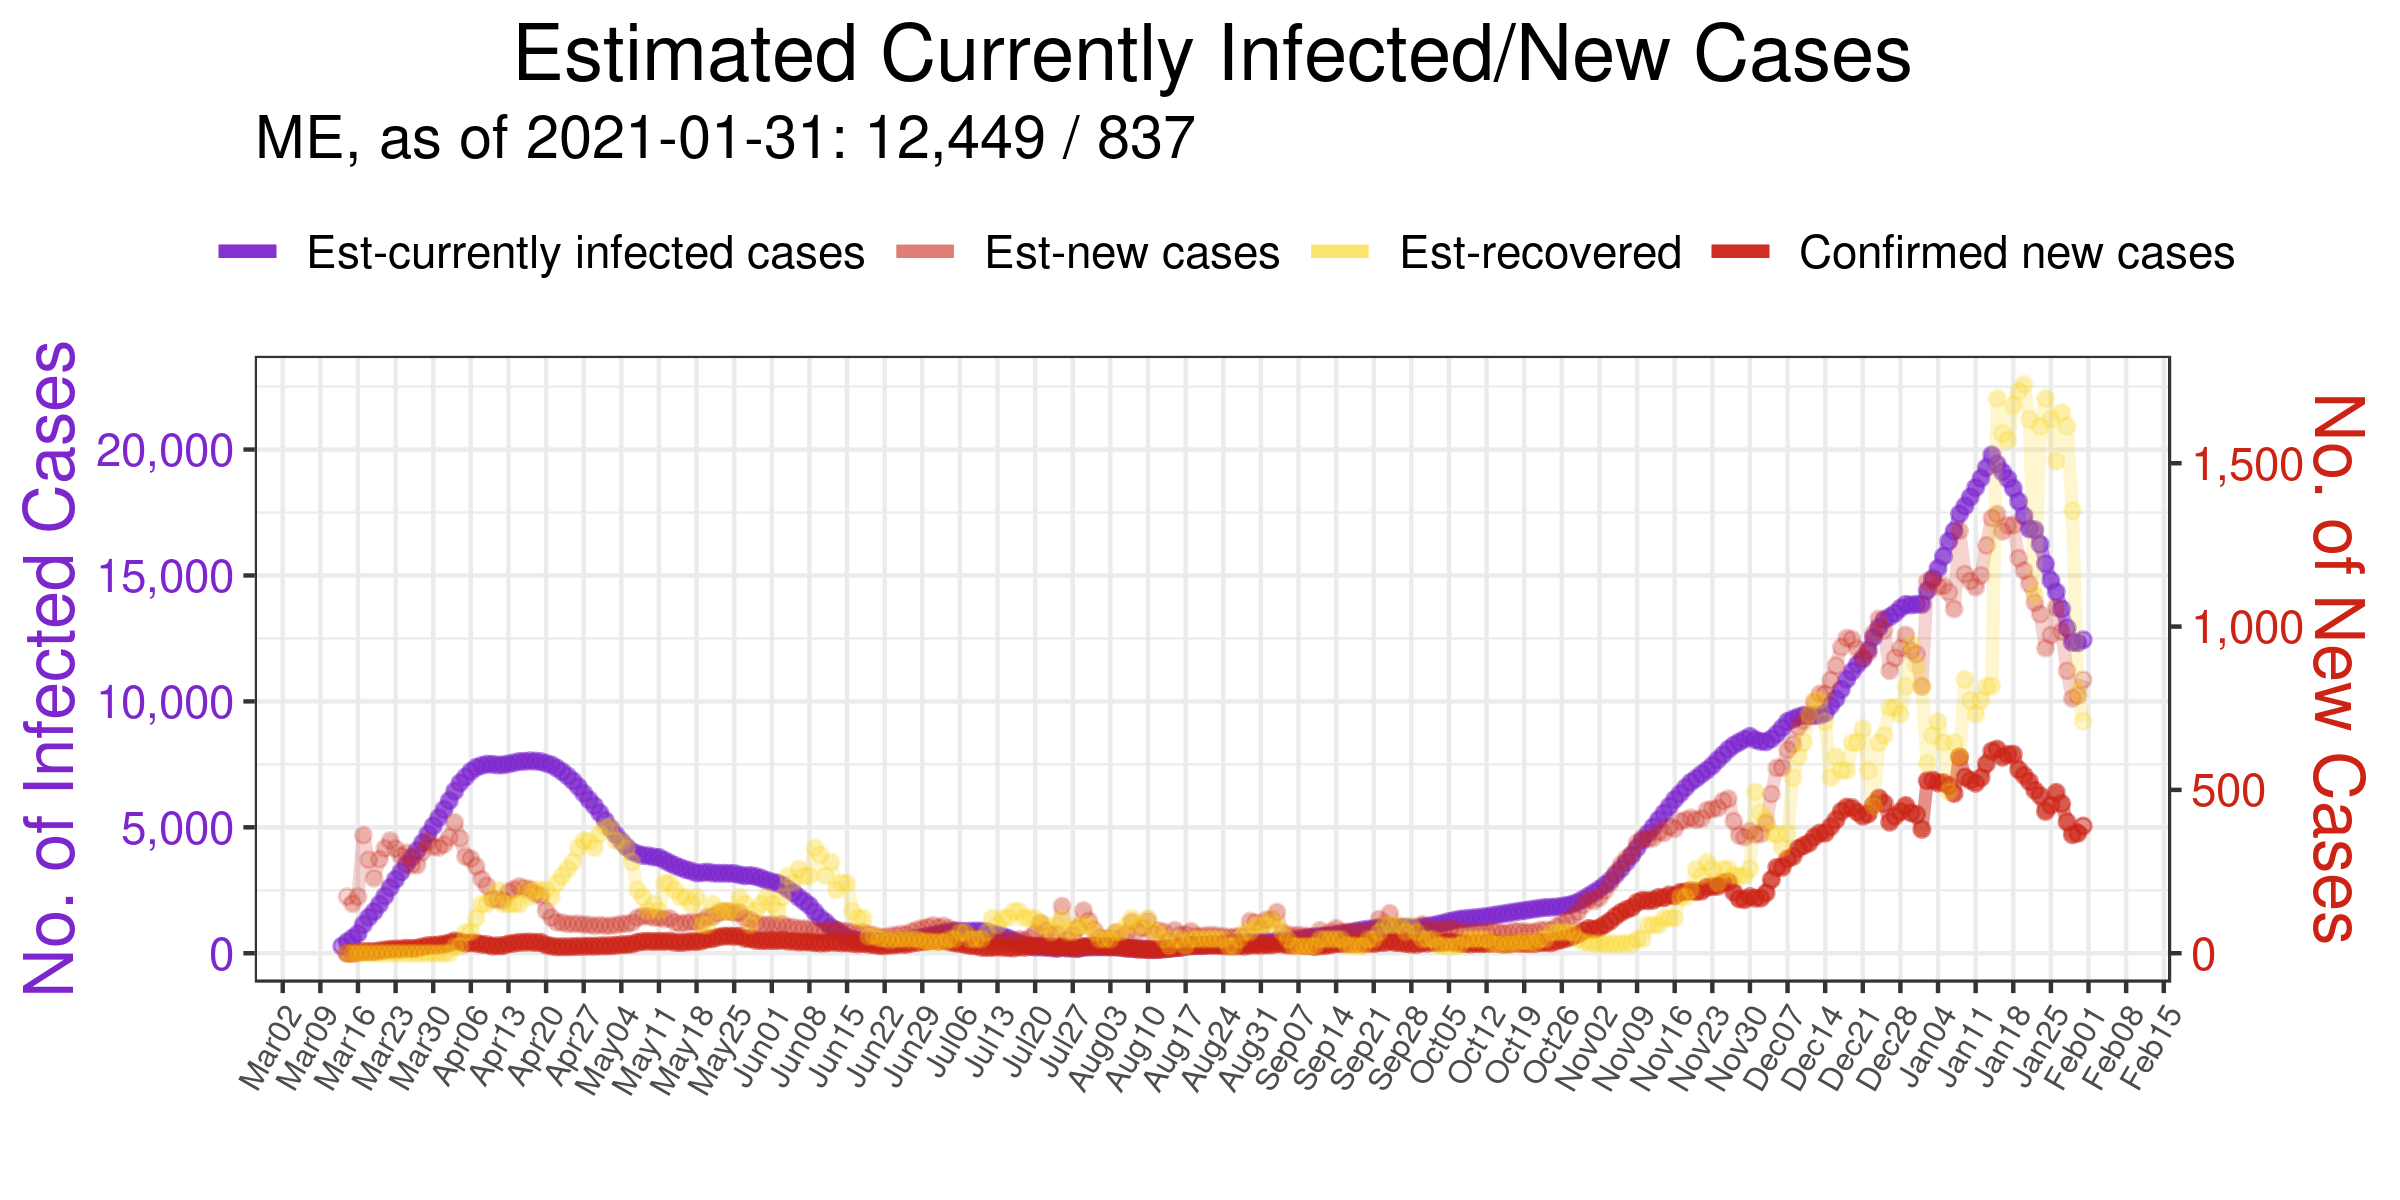 Estimated Currently Infected/New Cases
ME, as of 2021-01-31: 12,449 / 837
Est-currently infected cases Est-new cases Est-recovered Confirmed new cases
No. of Infected Cases
20,000
15,000
10,000
5,000
0
1,500
1,000
500
0
No. of New Cases
Mar02 Mar09 Mar16 Mar23 Mar30 Apr06 Apr13 Apr20 Apr27 May04 May11 May18 May25 Jun01 Jun08 Jun15 Jun22 Jun29 Jul06 Jul13 Jul20 Jul27 Aug03 Aug10 Aug17 Aug24 Aug31 Sep07 Sep14 Sep21 Sep28 Oct05 Oct12 Oct19 Oct26 Nov02 Nov09 Nov16 Nov23 Nov30 Dec07 Dec14 Dec21 Dec28 Jan04 Jan11 Jan18 Jan25 Feb01 Feb08 Feb15